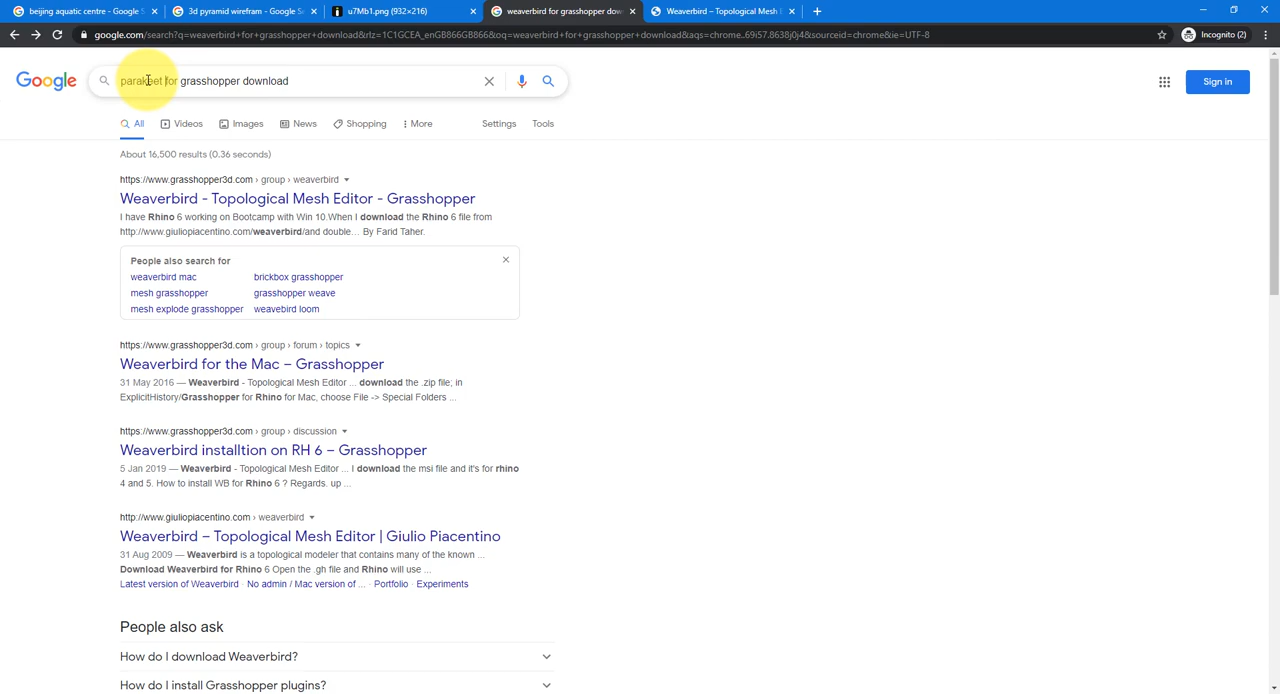 beijing aquatic centre - Google S
3d pyramid wirefram - Google Se
u7Mb1.png (932×216)
weaverbird for grasshopper dow
Weaverbird – Topological Mesh E
google.com/search?q=weaverbird+for+grasshopper+download&rlz=1C1GCEA_enGB866GB866&oq=weaverbird+for+grasshopper+download&aqs=chrome..69i57.8638j0j4&sourceid=chrome&ie=UTF-8
Incognito (2)
Google
parakeet for grasshopper download
Sign in
All
Videos
Images
News
Shopping
More
Settings
Tools
About 16,500 results (0.36 seconds)
https://www.grasshopper3d.com › group › weaverbird
Weaverbird - Topological Mesh Editor - Grasshopper
I have Rhino 6 working on Bootcamp with Win 10.When I download the Rhino 6 file from
http://www.giuliopiacentino.com/weaverbird/and double... By Farid Taher.
People also search for
weaverbird mac
brickbox grasshopper
mesh grasshopper
grasshopper weave
mesh explode grasshopper
weavebird loom
https://www.grasshopper3d.com › group › forum › topics
Weaverbird for the Mac – Grasshopper
31 May 2016 — Weaverbird - Topological Mesh Editor ... download the .zip file; in
ExplicitHistory/Grasshopper for Rhino for Mac, choose File -> Special Folders ...
https://www.grasshopper3d.com › group › discussion
Weaverbird installtion on RH 6 – Grasshopper
5 Jan 2019 — Weaverbird - Topological Mesh Editor ... I download the msi file and it's for rhino
4 and 5. How to install WB for Rhino 6 ? Regards. up ...
http://www.giuliopiacentino.com › weaverbird
Weaverbird – Topological Mesh Editor | Giulio Piacentino
31 Aug 2009 — Weaverbird is a topological modeler that contains many of the known ...
Download Weaverbird for Rhino 6 Open the .gh file and Rhino will use ...
Latest version of Weaverbird · No admin / Mac version of ... · Portfolio · Experiments
People also ask
How do I download Weaverbird?
How do I install Grasshopper plugins?